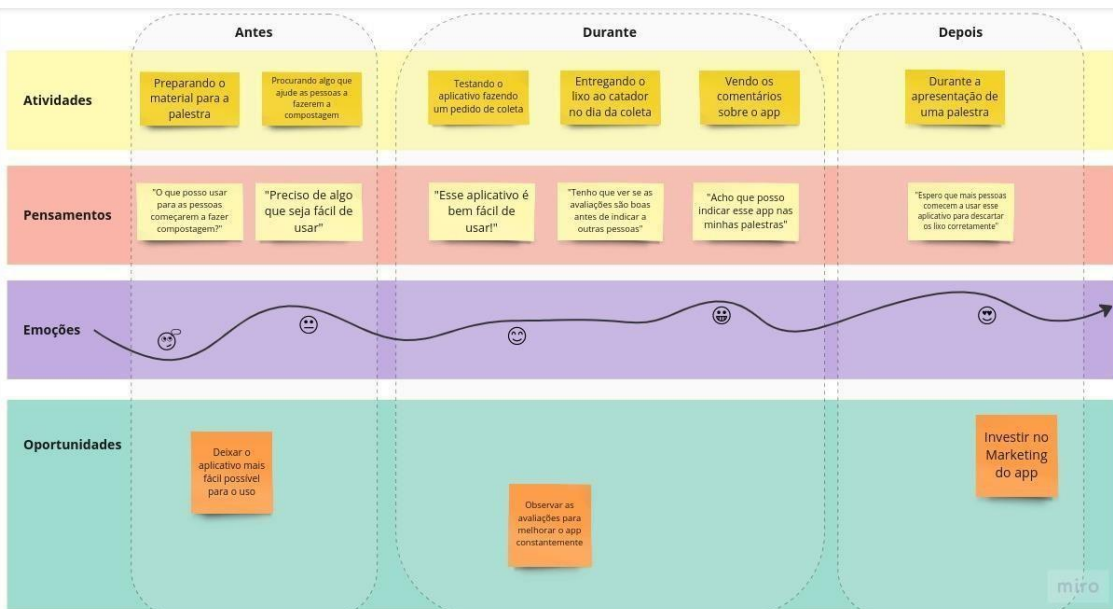 Antes
Durante
Depois
Atividades
Preparando o
material para a
palestra
Procurando algo que
ajude as pessoas a
fazerem a
compostagem
Testando o
aplicativo fazendo
um pedido de coleta
Entregando o
lixo ao catador
no dia da coleta
Vendo os
comentários
sobre o app
Durante a
apresentação de
uma palestra
Pensamentos
"O que posso usar
para as pessoas
começarem a fazer
compostagem?"
"Preciso de algo
que seja fácil de
usar"
"Esse aplicativo é
bem fácil de
usar!"
"Tenho que ver se as
avaliações são boas
antes de indicar a
outras pessoas"
"Acho que posso
indicar esse app nas
minhas palestras"
"Espero que mais pessoas
comecem a usar esse
aplicativo para descartar
os lixo corretamente"
Emoções
Oportunidades
Deixar o
aplicativo mais
fácil possível
para o uso
Observar as
avaliações para
melhorar o app
constantemente
Investir no
Marketing
do app
miro